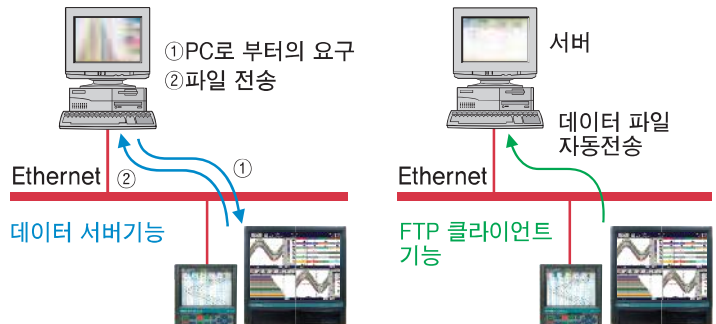 ①PC로 부터의 요구
②파일 전송
①
Ethernet ②
데이터 서버기능
서버
데이터 파일
자동전송
Ethernet
FTP 클라이언트
기능